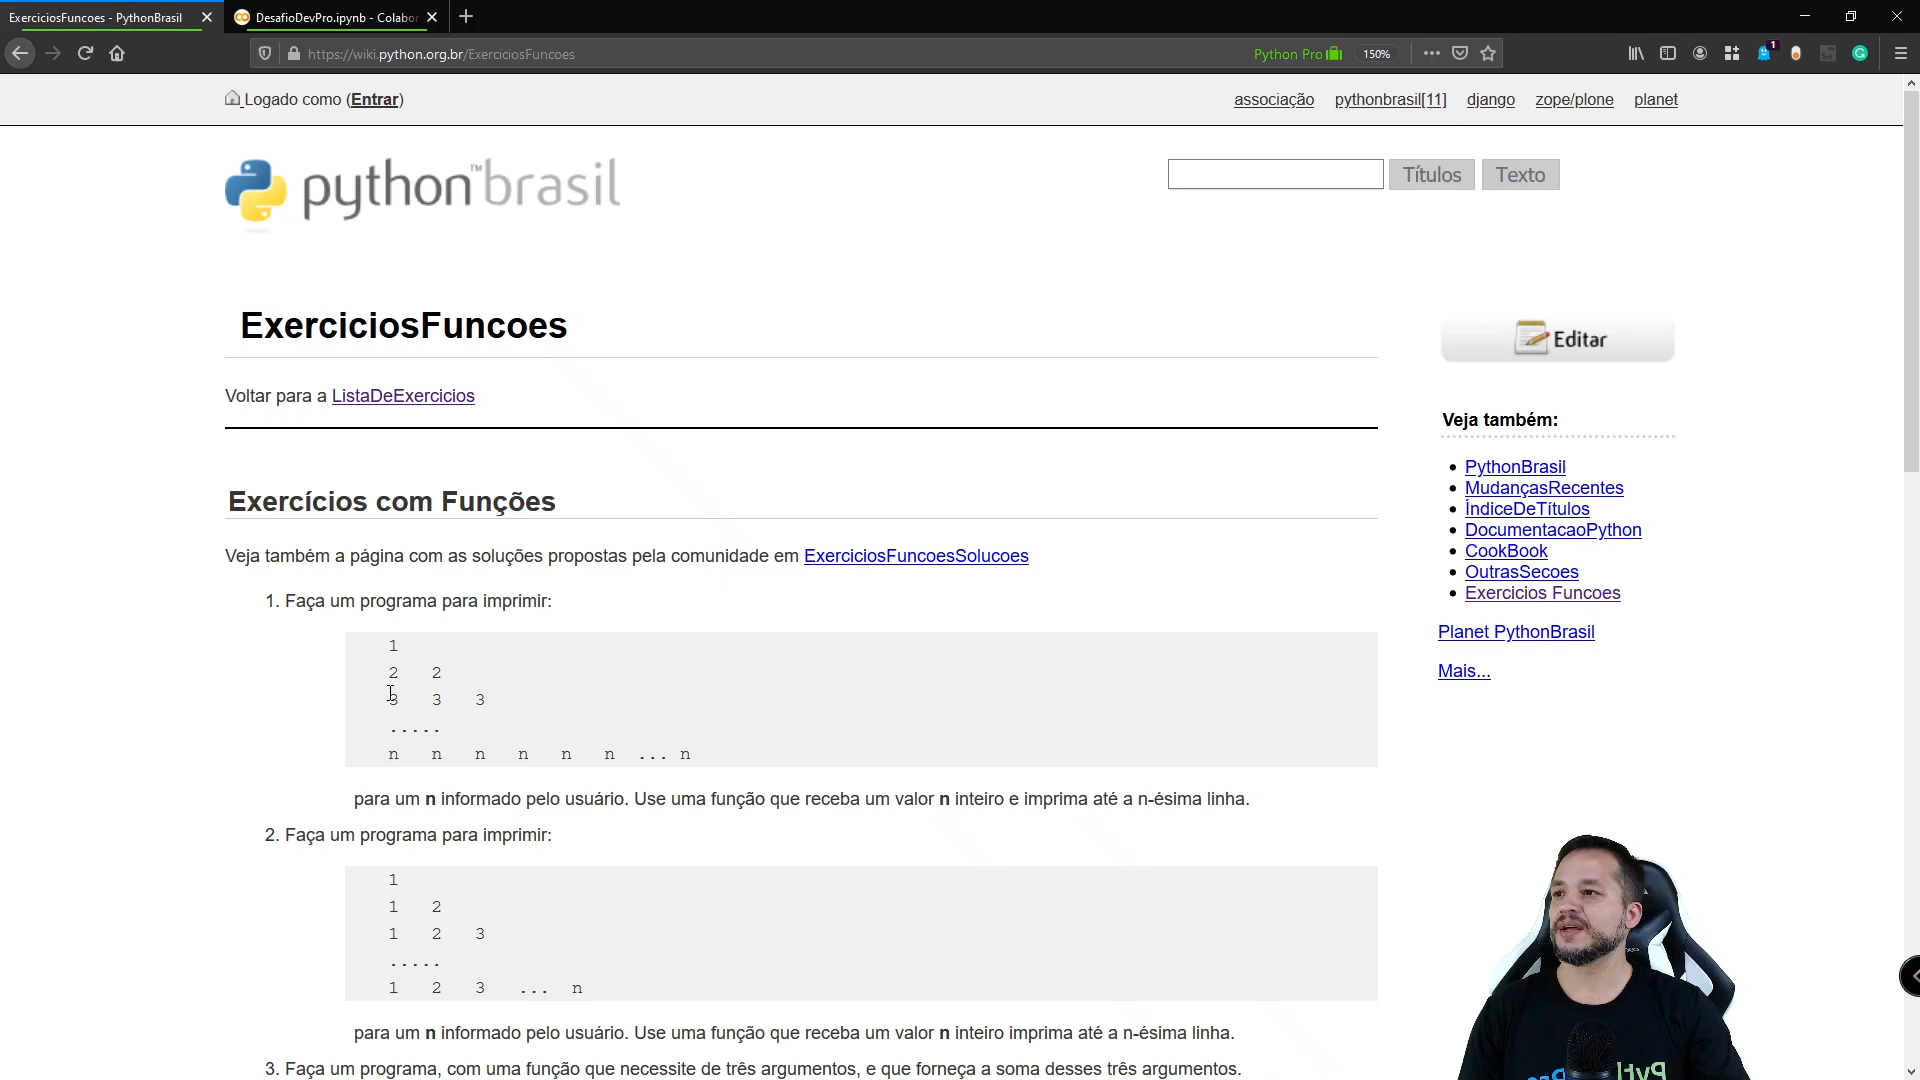 ExerciciosFuncoes - PythonBrasil
DesafioDevPro.ipynb - Colabor
https://wiki.python.org.br/ExerciciosFuncoes
Python Pro
150%
1
Logado como (Entrar)
associação pythonbrasil[11] django zope/plone planet
python™brasil
Títulos
Texto
ExerciciosFuncoes
Editar
Voltar para a ListaDeExercicios
Veja também:
PythonBrasil
MudançasRecentes
ÍndiceDeTítulos
DocumentacaoPython
CookBook
OutrasSecoes
Exercicios Funcoes
Planet PythonBrasil
Mais...
Exercícios com Funções
Veja também a página com as soluções propostas pela comunidade em ExerciciosFuncoesSolucoes
1. Faça um programa para imprimir:
1
2 2
3 3 3
.....
n n n n n n ... n
para um n informado pelo usuário. Use uma função que receba um valor n inteiro e imprima até a n-ésima linha.
2. Faça um programa para imprimir:
1
1 2
1 2 3
.....
1 2 3 ... n
para um n informado pelo usuário. Use uma função que receba um valor n inteiro imprima até a n-ésima linha.
3. Faça um programa, com uma função que necessite de três argumentos, e que forneça a soma desses três argumentos.